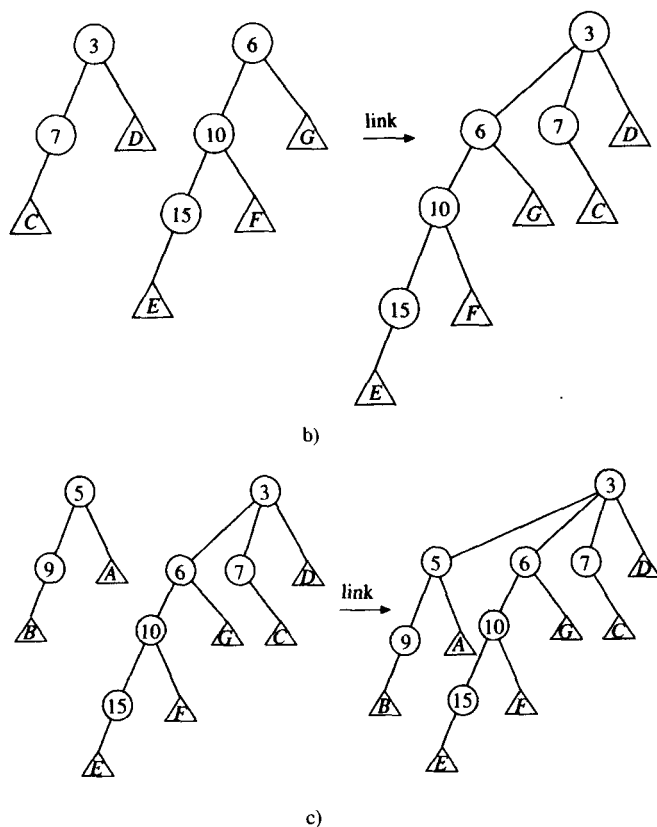 3 6 3
7 D 10 G link 6 7 D
C 15 F 10 G C
E 15 F
E
b)
5 3 3
9 A 6 7 D link 5 6 7 D
B 10 G C 9 A 10 G C
15 F B 15 F
E E
c)